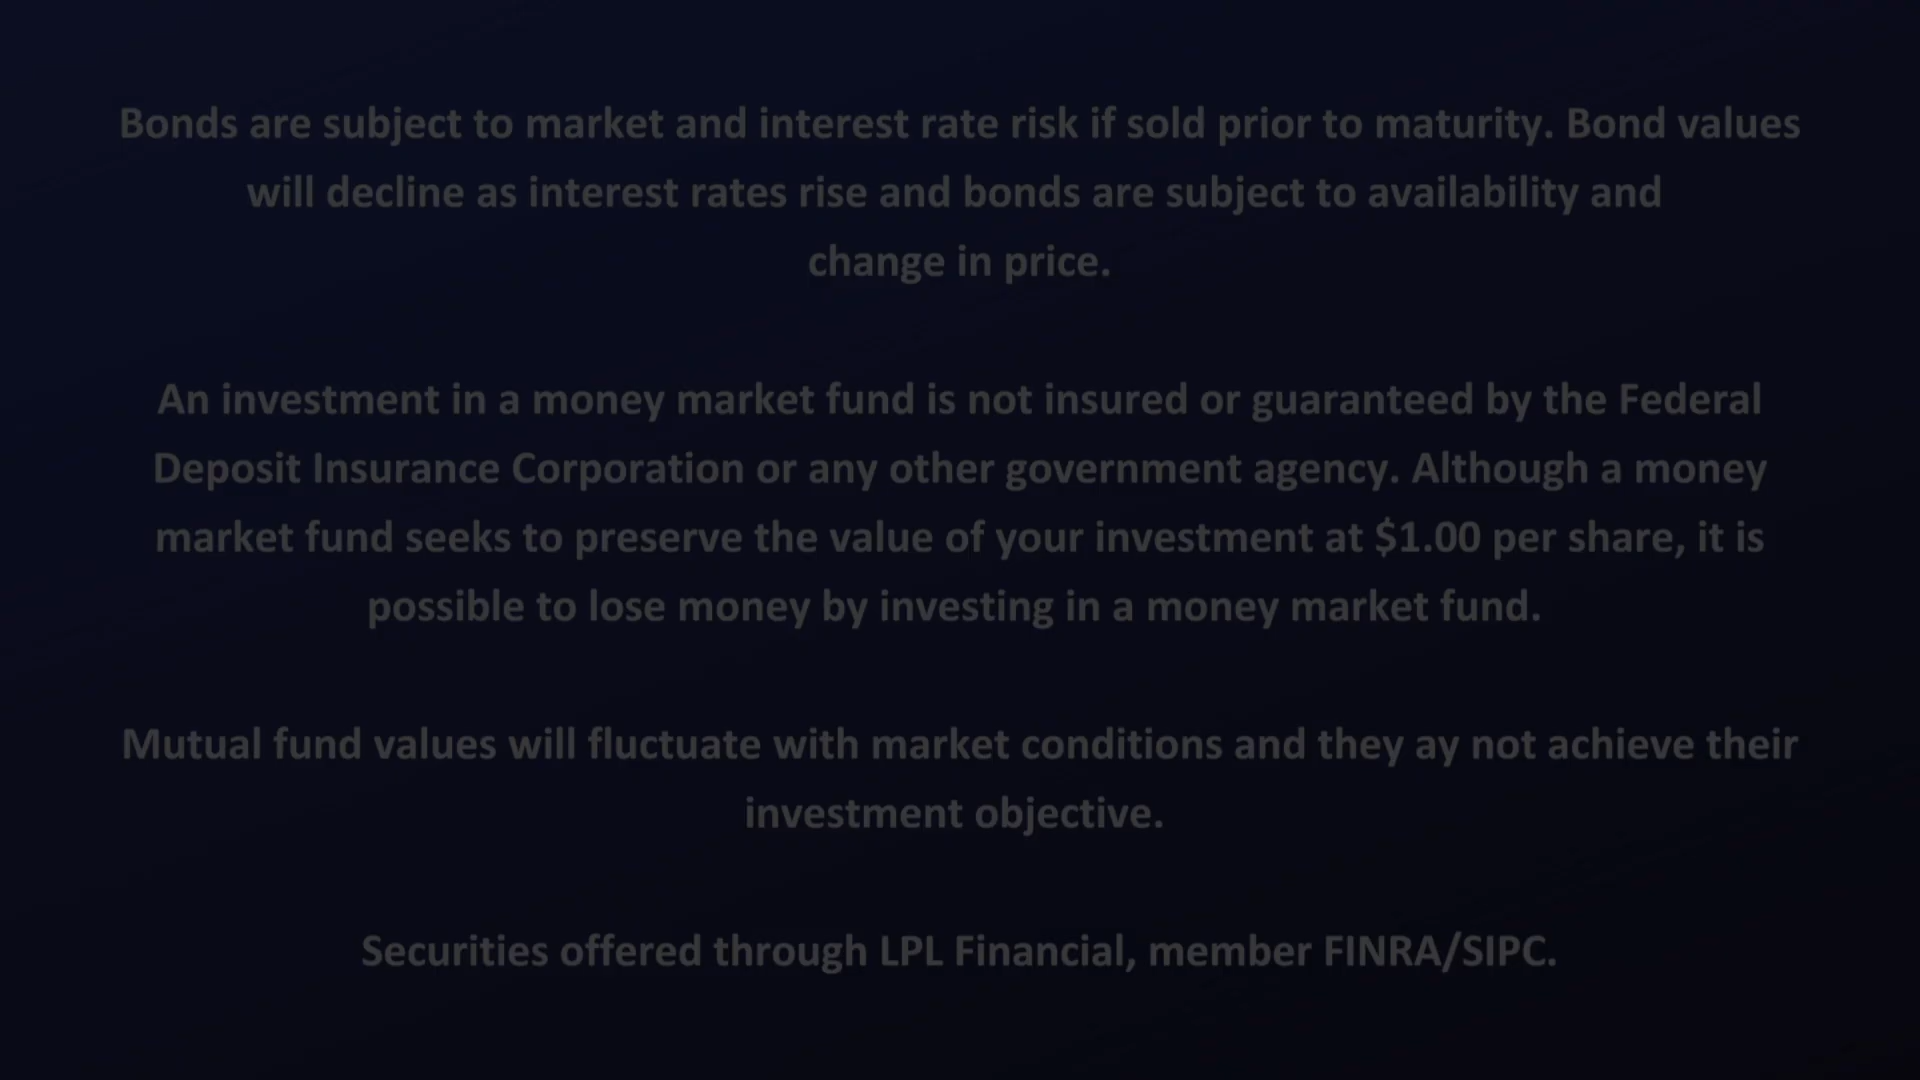 Bonds are subject to market and interest rate risk if sold prior to maturity. Bond values
will decline as interest rates rise and bonds are subject to availability and
change in price.
An investment in a money market fund is not insured or guaranteed by the Federal
Deposit Insurance Corporation or any other government agency. Although a money
market fund seeks to preserve the value of your investment at $1.00 per share, it is
possible to lose money by investing in a money market fund.
Mutual fund values will fluctuate with market conditions and they ay not achieve their
investment objective.
Securities offered through LPL Financial, member FINRA/SIPC.